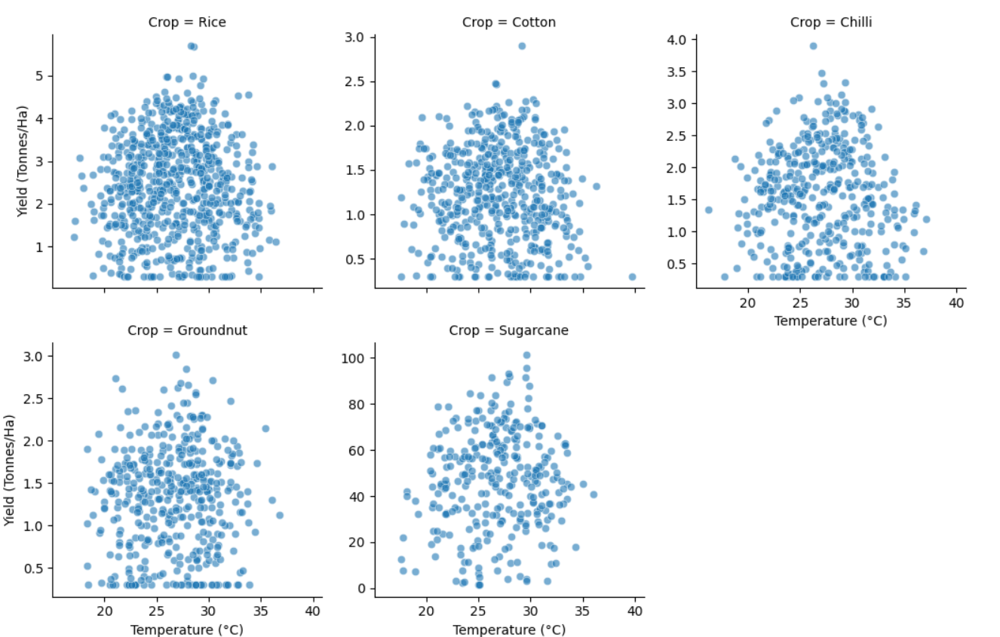 Crop = Rice
Crop = Cotton
Crop = Chilli
Yield (Tonnes/Ha)
5
4
3
2
1
3.0
2.5
2.0
1.5
1.0
0.5
4.0
3.5
3.0
2.5
2.0
1.5
1.0
0.5
20 25 30 35 40
Temperature (°C)
Crop = Groundnut
Crop = Sugarcane
Yield (Tonnes/Ha)
3.0
2.5
2.0
1.5
1.0
0.5
20 25 30 35 40
Temperature (°C)
100
80
60
40
20
0
20 25 30 35 40
Temperature (°C)